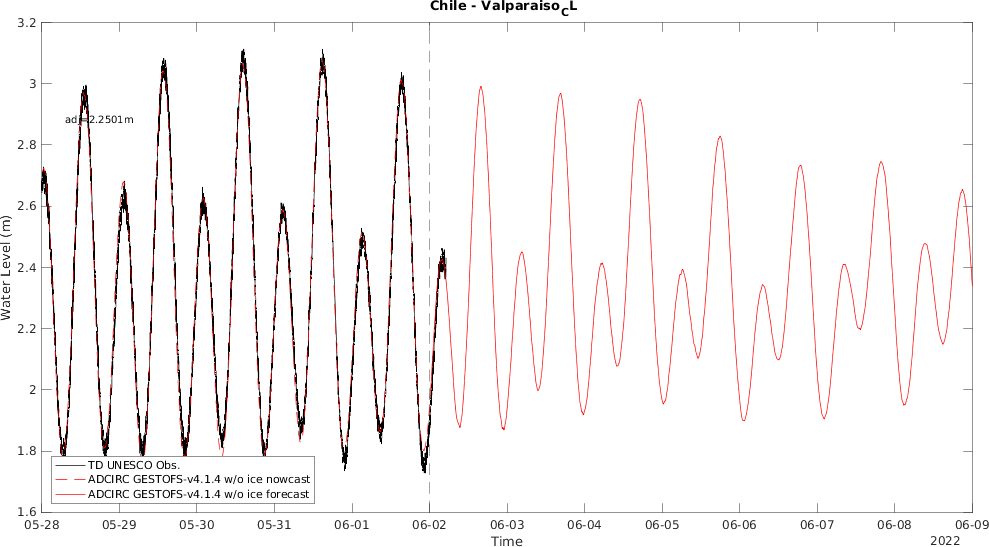 Chile - ValparaisoCL
3.2
3
2.8
2.6
2.4
2.2
2
1.8
1.6
Water Level (m)
adj=2.2501m
TD UNESCO Obs.
ADCIRC GESTOFS-v4.1.4 w/o ice nowcast
ADCIRC GESTOFS-v4.1.4 w/o ice forecast
05-28 05-29 05-30 05-31 06-01 06-02 06-03 06-04 06-05 06-06 06-07 06-08 06-09
Time
2022